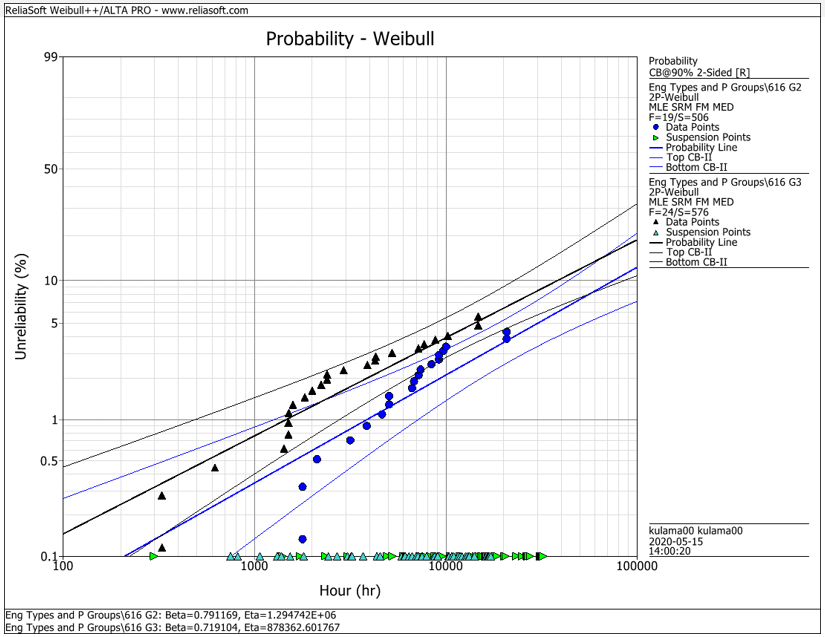 ReliaSoft Weibull++/ALTA PRO - www.reliasoft.com
Probability - Weibull
Unreliability (%)
99
50
10
5
1
0.5
0.1
100
1000
10000
100000
Hour (hr)
Probability
CB@90% 2-Sided [R]
Eng Types and P Groups\616 G2
2P-Weibull
MLE SRM FM MED
F=19/S=506
Data Points
Suspension Points
Probability Line
Top CB-II
Bottom CB-II
Eng Types and P Groups\616 G3
2P-Weibull
MLE SRM FM MED
F=24/S=576
Data Points
Suspension Points
Probability Line
Top CB-II
Bottom CB-II
kulama00 kulama00
2020-05-15
14:00:20
Eng Types and P Groups\616 G2: Beta=0.791169, Eta=1.294742E+06
Eng Types and P Groups\616 G3: Beta=0.719104, Eta=878362.601767